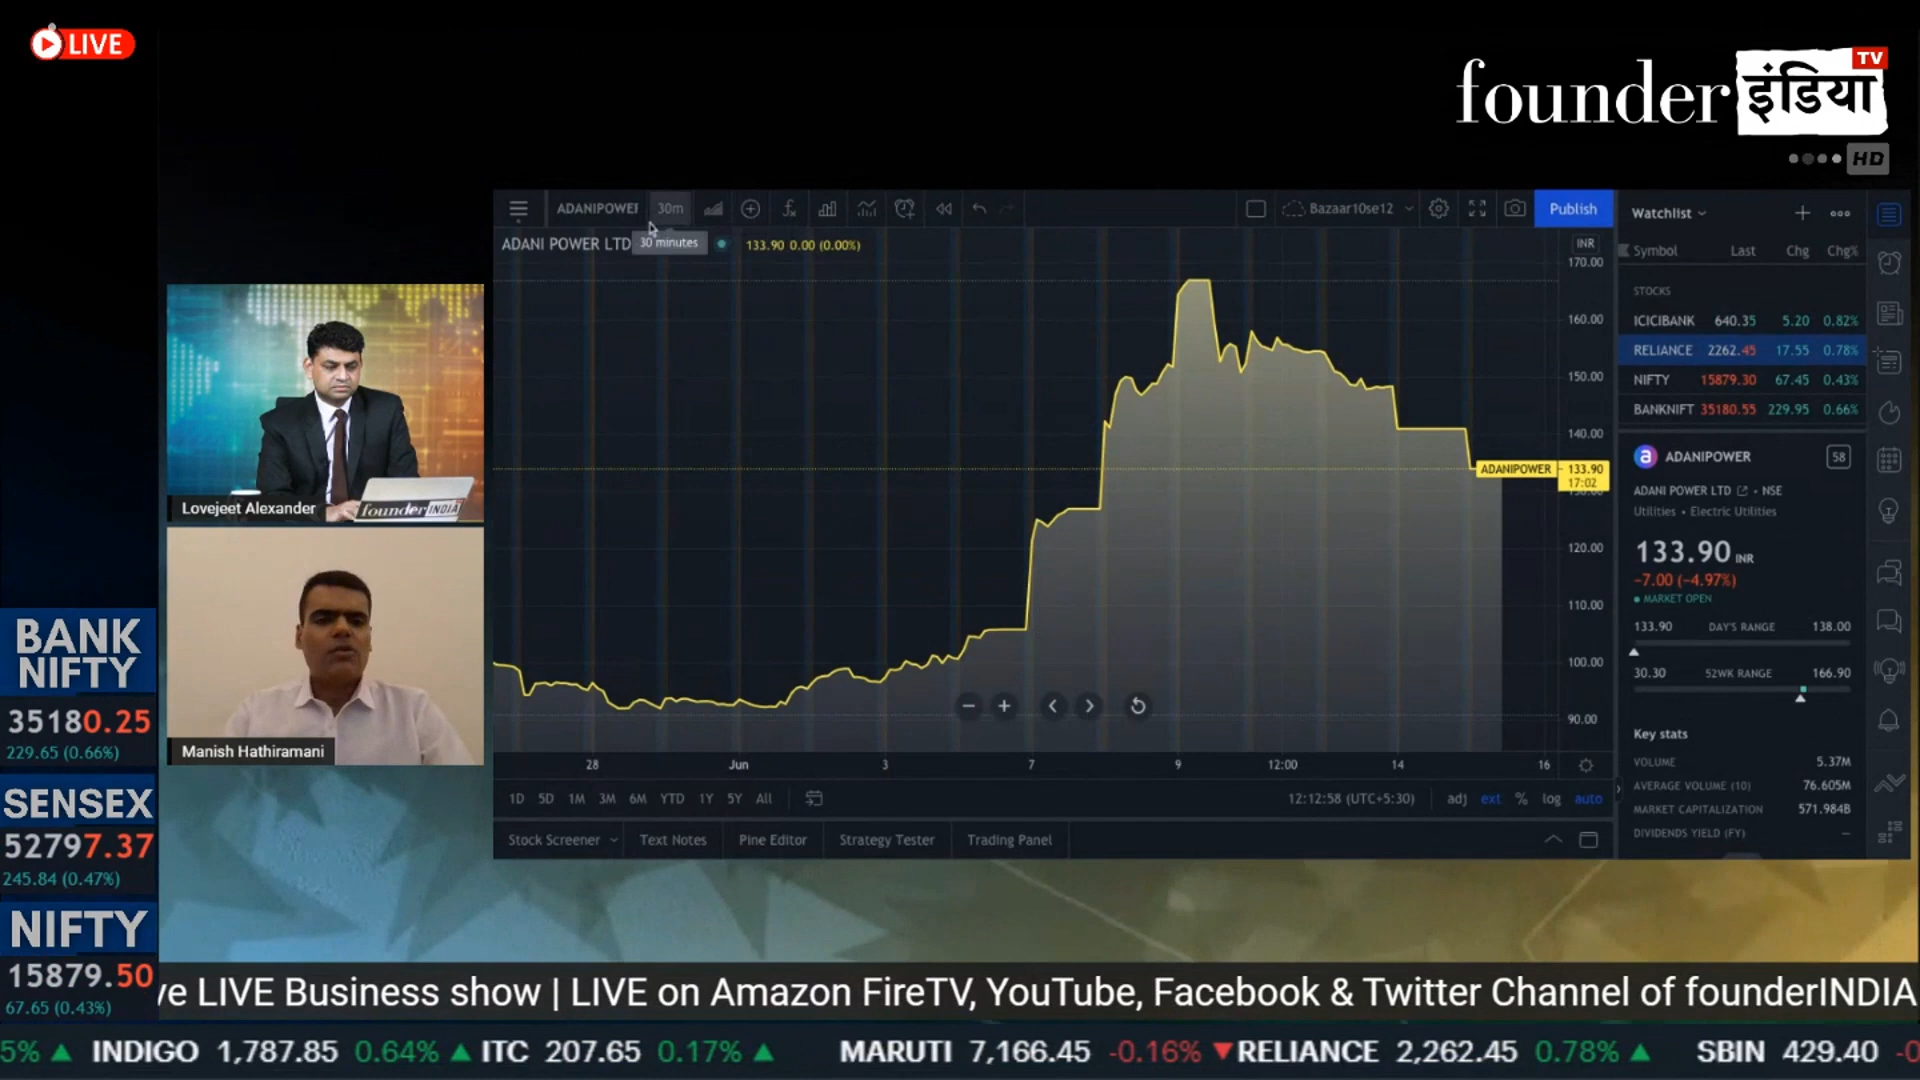 LIVE
founder इंडिया TV
HD
ADANIPOWER 30m
Bazaar10se12
Publish
ADANI POWER LTD 30 minutes 133.90 0.00 (0.00%)
INR
170.00
160.00
150.00
140.00
ADANIPOWER 133.90
17:02
120.00
110.00
100.00
90.00
28 Jun 3 7 9 12:00 14 16
1D 5D 1M 3M 6M YTD 1Y 5Y All
12:12:58 (UTC+5:30) adj ext % log auto
Stock Screener Text Notes Pine Editor Strategy Tester Trading Panel
Watchlist
Symbol Last Chg Chg%
STOCKS
ICICIBANK 640.35 5.20 0.82%
RELIANCE 2262.45 17.55 0.78%
NIFTY 15879.30 67.45 0.43%
BANKNIFT 35180.55 229.95 0.66%
ADANIPOWER 58
ADANI POWER LTD • NSE
Utilities • Electric Utilities
133.90 INR
−7.00 (−4.97%)
MARKET OPEN
133.90 DAY'S RANGE 138.00
30.30 52WK RANGE 166.90
Key stats
VOLUME 5.37M
AVERAGE VOLUME (10) 76.605M
MARKET CAPITALIZATION 571.984B
DIVIDENDS YIELD (FY) —
Lovejeet Alexander
founder INDIA
Manish Hathiramani
BANK
NIFTY
35180.25
229.65 (0.66%)
SENSEX
52797.37
245.84 (0.47%)
NIFTY
15879.50
67.65 (0.43%)
ve LIVE Business show | LIVE on Amazon FireTV, YouTube, Facebook & Twitter Channel of founderINDIA
5% ▲ INDIGO 1,787.85 0.64% ▲ ITC 207.65 0.17% ▲ MARUTI 7,166.45 -0.16% ▼ RELIANCE 2,262.45 0.78% ▲ SBIN 429.40 -0